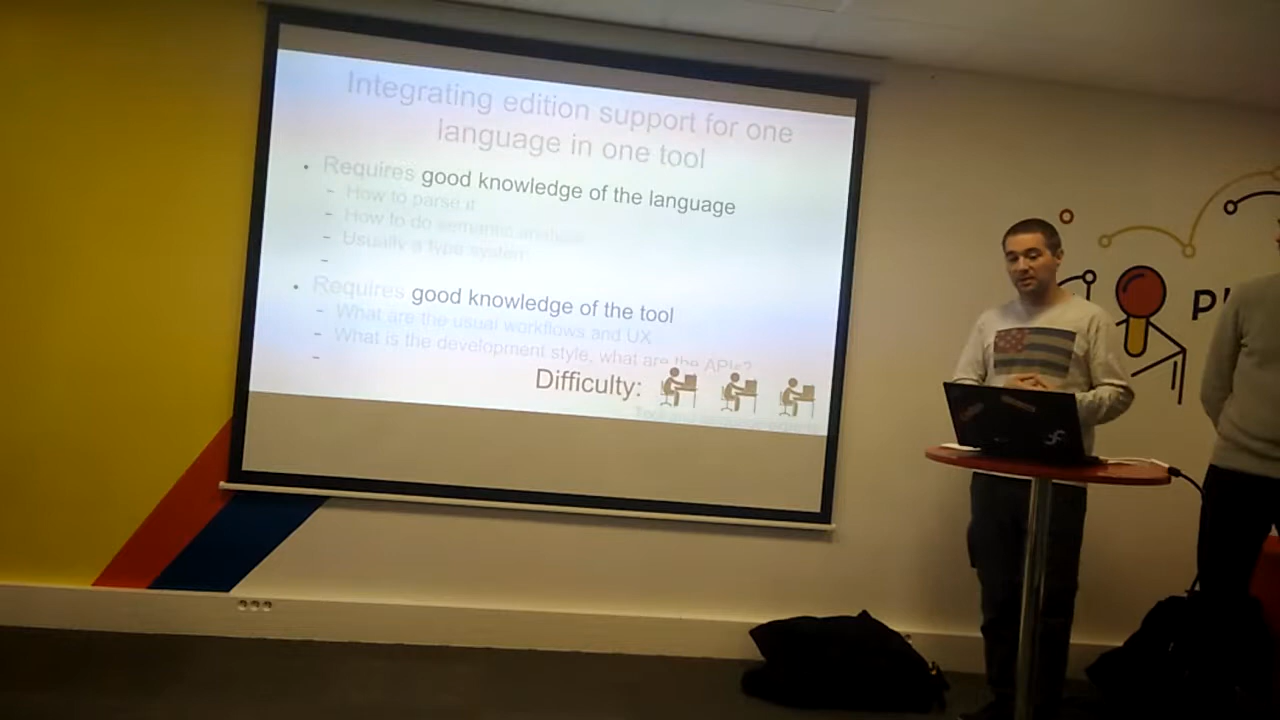 Integrating edition support for one
language in one tool
• Requires good knowledge of the language
– How to parse it
– How to do semantic analysis
– Usually a type system
–
• Requires good knowledge of the tool
– What are the usual workflows and UX
– What is the development style, what are the APIs?
–
Difficulty: